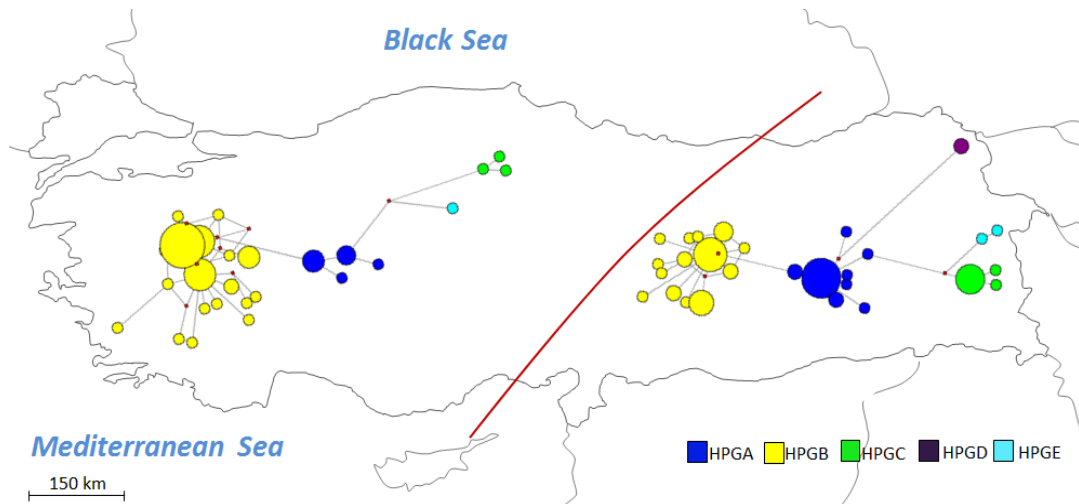 Black Sea
Mediterranean Sea
HPGA HPGB HPGC HPGD HPGE
150 km